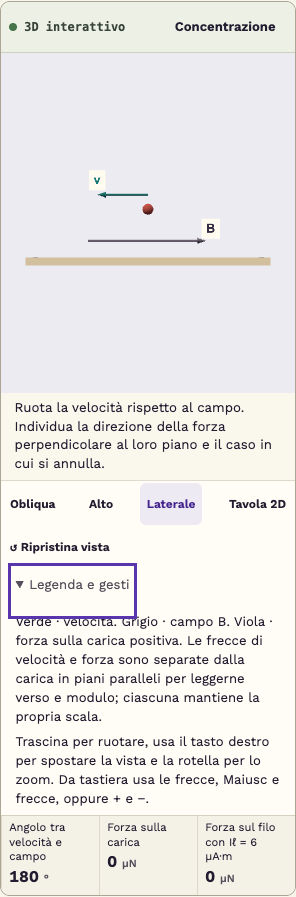 3D interattivo Concentrazione
v
B
Ruota la velocità rispetto al campo.
Individua la direzione della forza
perpendicolare al loro piano e il caso in
cui si annulla.
Obliqua Alto Laterale Tavola 2D
↺ Ripristina vista
▼ Legenda e gesti
Verde · velocità. Grigio · campo B. Viola ·
forza sulla carica positiva. Le frecce di
velocità e forza sono separate dalla
carica in piani paralleli per leggerne
verso e modulo; ciascuna mantiene la
propria scala.
Trascina per ruotare, usa il tasto destro
per spostare la vista e la rotella per lo
zoom. Da tastiera usa le frecce, Maiusc e
frecce, oppure + e −.
Angolo tra
velocità e
campo
180 °
Forza sulla
carica
0 µN
Forza sul filo
con Iℓ = 6
µA·m
0 µN